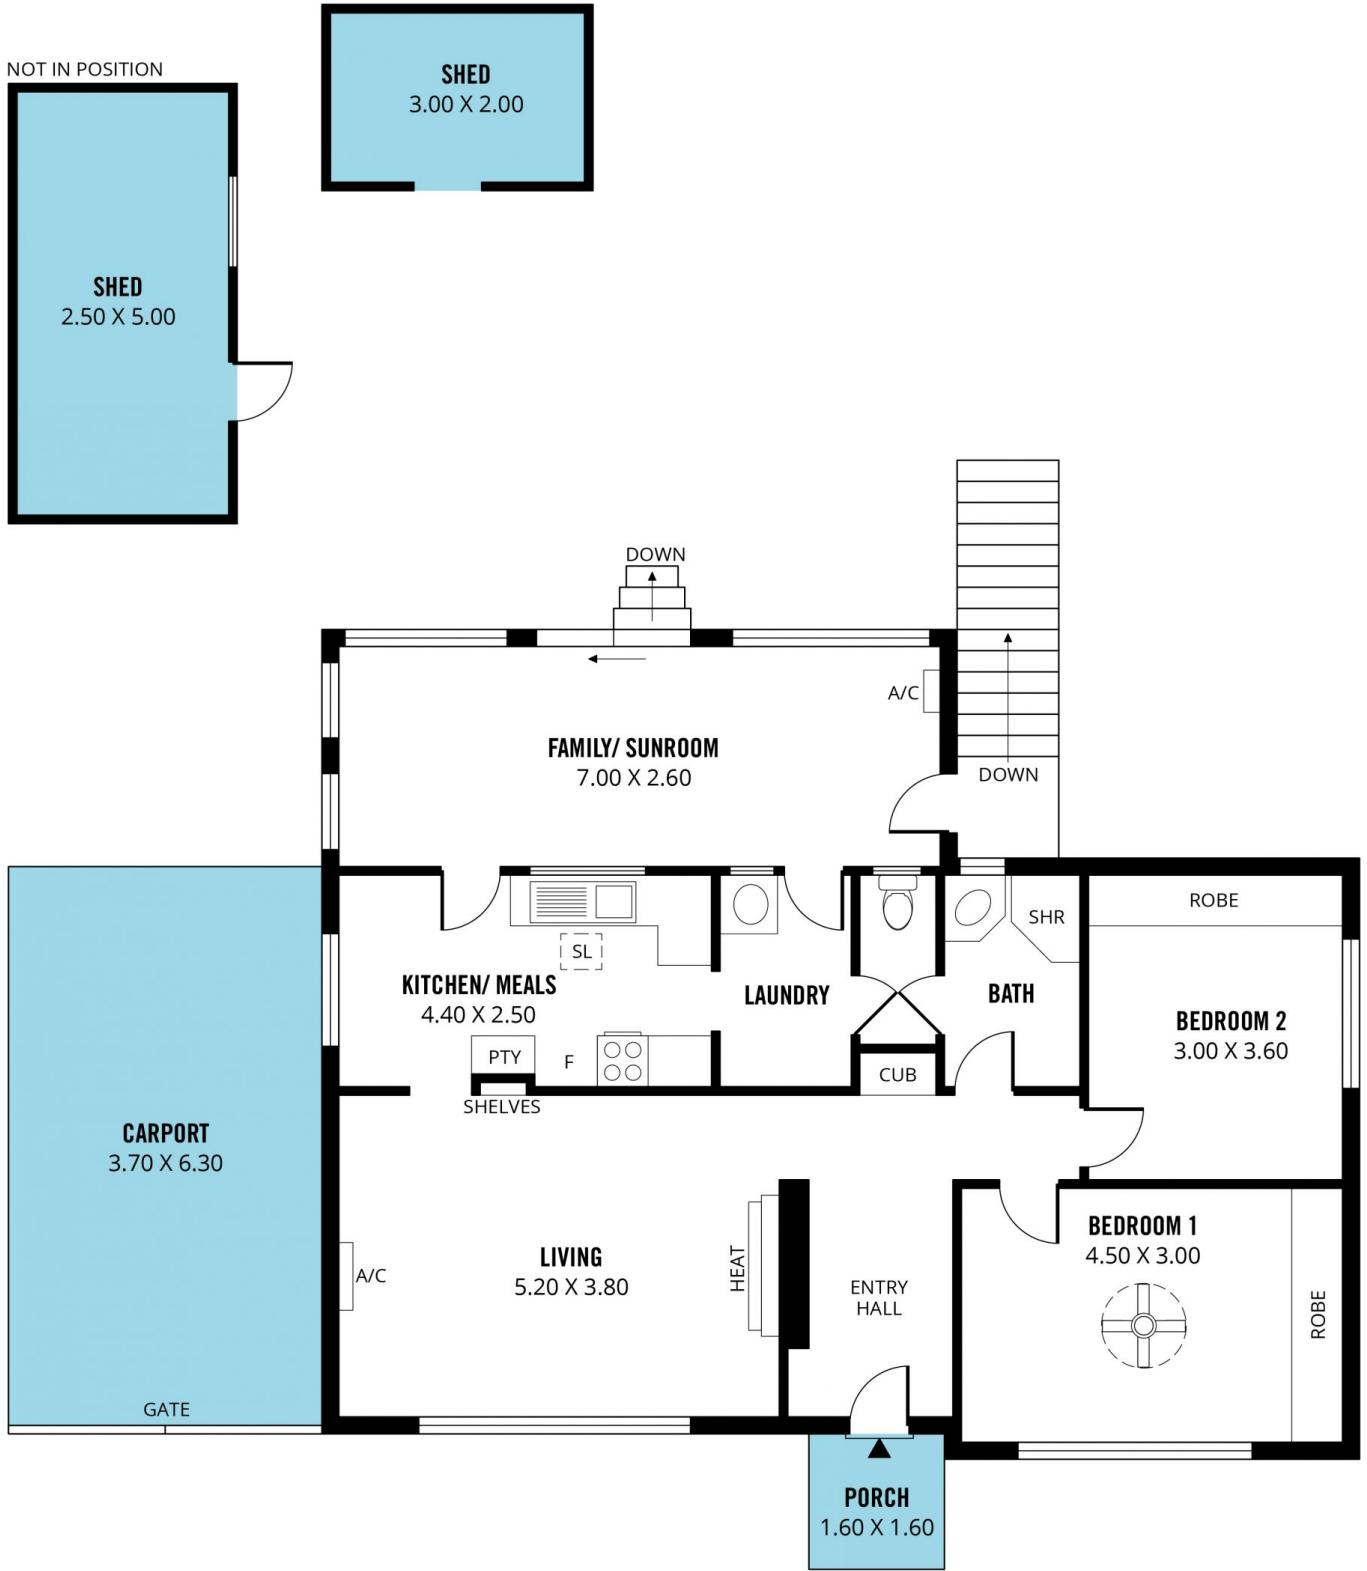 NOT IN POSITION
SHED
3.00 X 2.00
SHED
2.50 X 5.00
DOWN
A/C
FAMILY/ SUNROOM
7.00 X 2.60
DOWN
SL
KITCHEN/ MEALS
4.40 X 2.50
PTY
F
SHELVES
LAUNDRY
CUB
SHR
BATH
ROBE
BEDROOM 2
3.00 X 3.60
CARPORT
3.70 X 6.30
GATE
A/C
LIVING
5.20 X 3.80
HEAT
ENTRY
HALL
BEDROOM 1
4.50 X 3.00
ROBE
PORCH
1.60 X 1.60